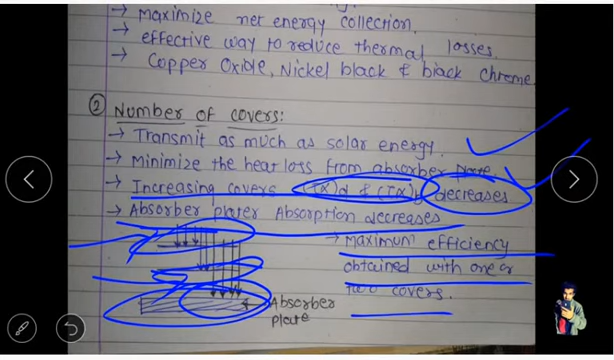 → Maximize net energy collection.
→ effective way to reduce thermal losses.
→ Copper Oxide, Nickel black & black chrome
② Number of covers:
→ Transmit as much as solar energy.
→ Minimize the heat loss from absorber plate.
→ Increasing covers (τα)d & (τα)b decreases
→ Absorber plater Absorption decreases
→ Maximum efficiency
obtained with one or
two covers.
Absorber
plate